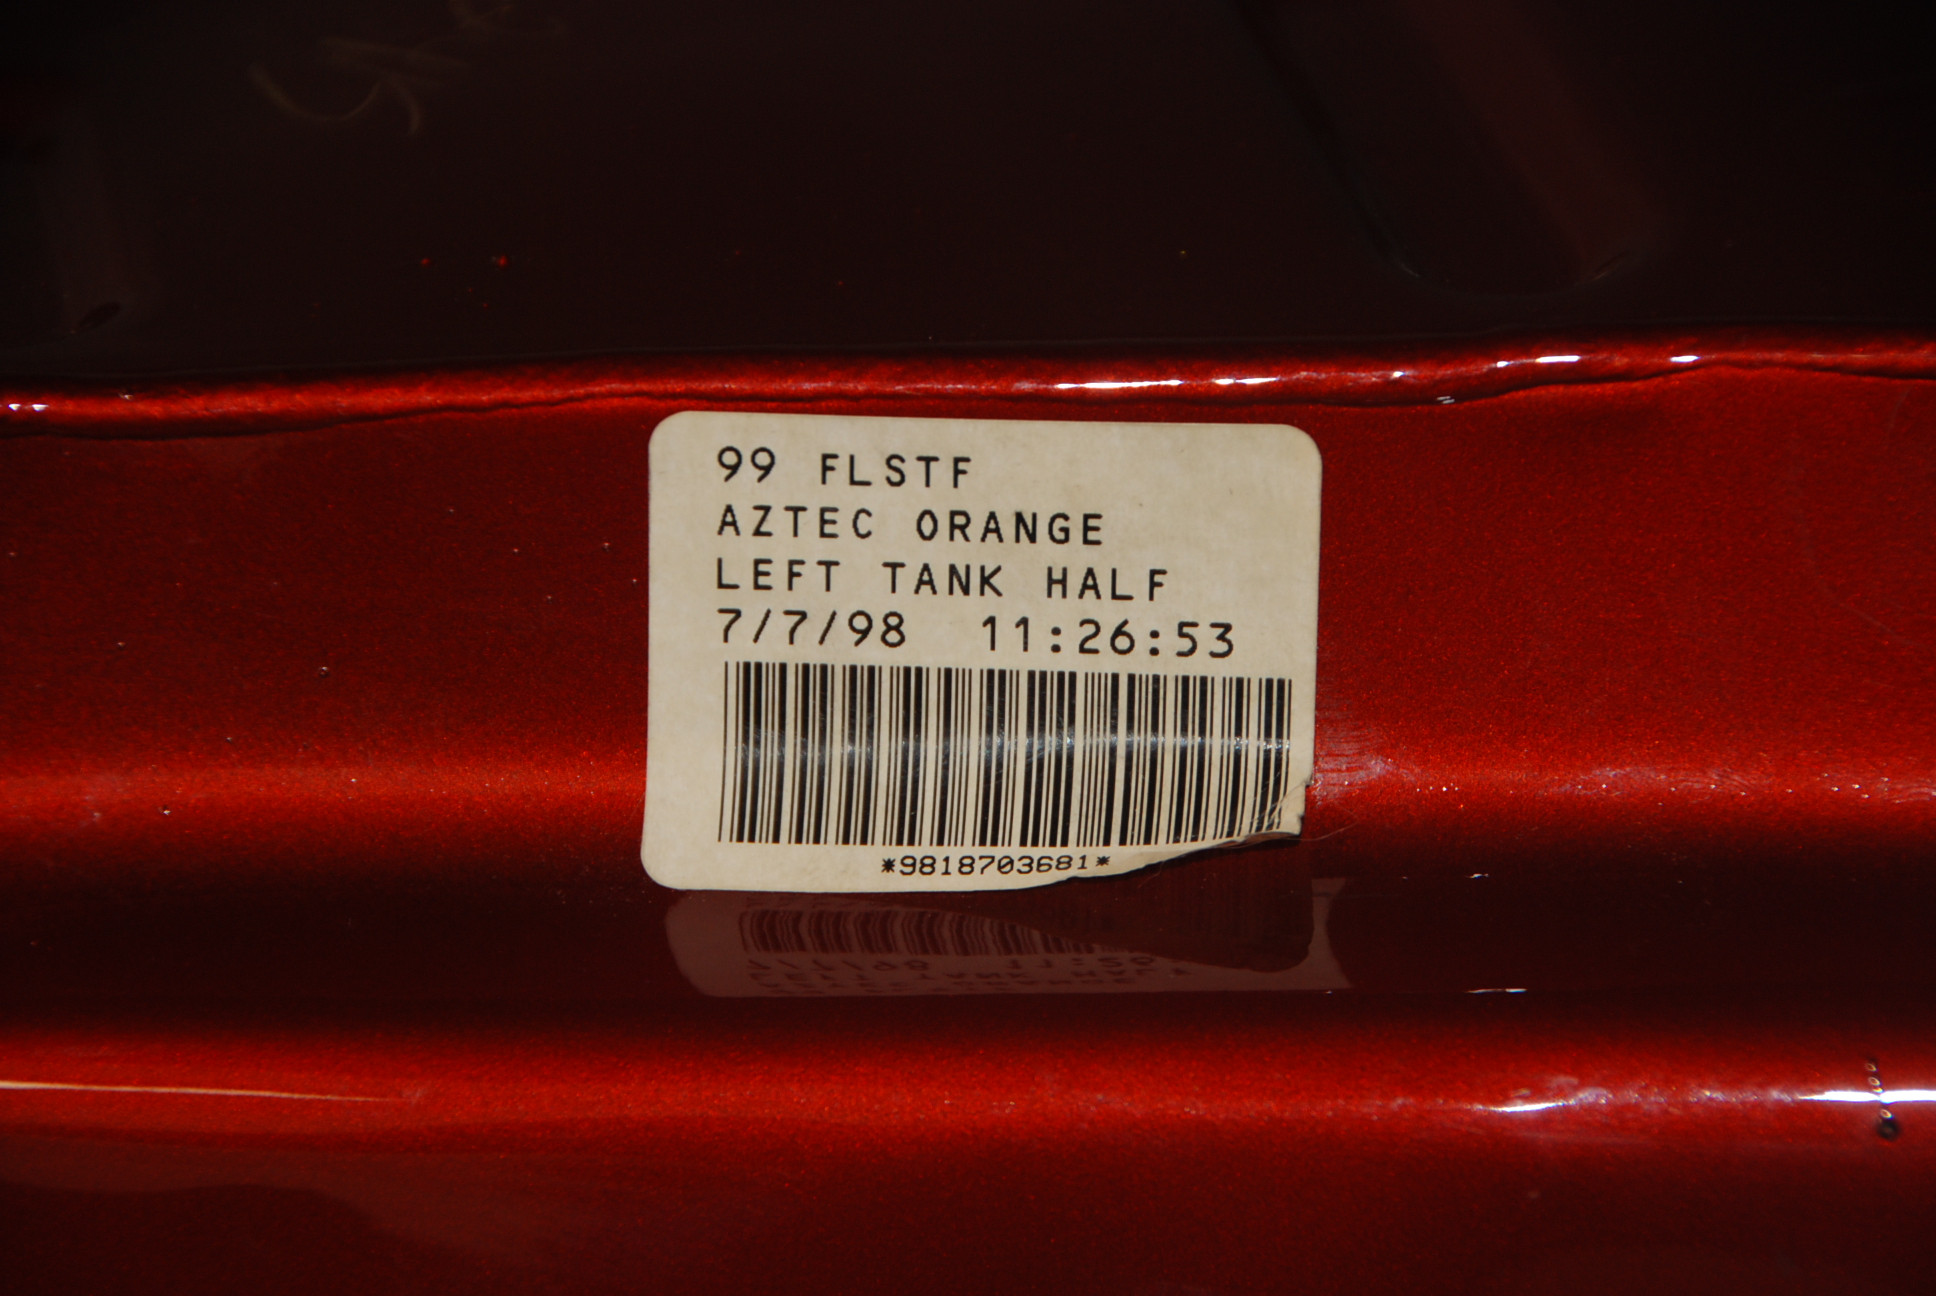 99 FLSTF
AZTEC ORANGE
LEFT TANK HALF
7/7/98 11:26:53
*9818703681*